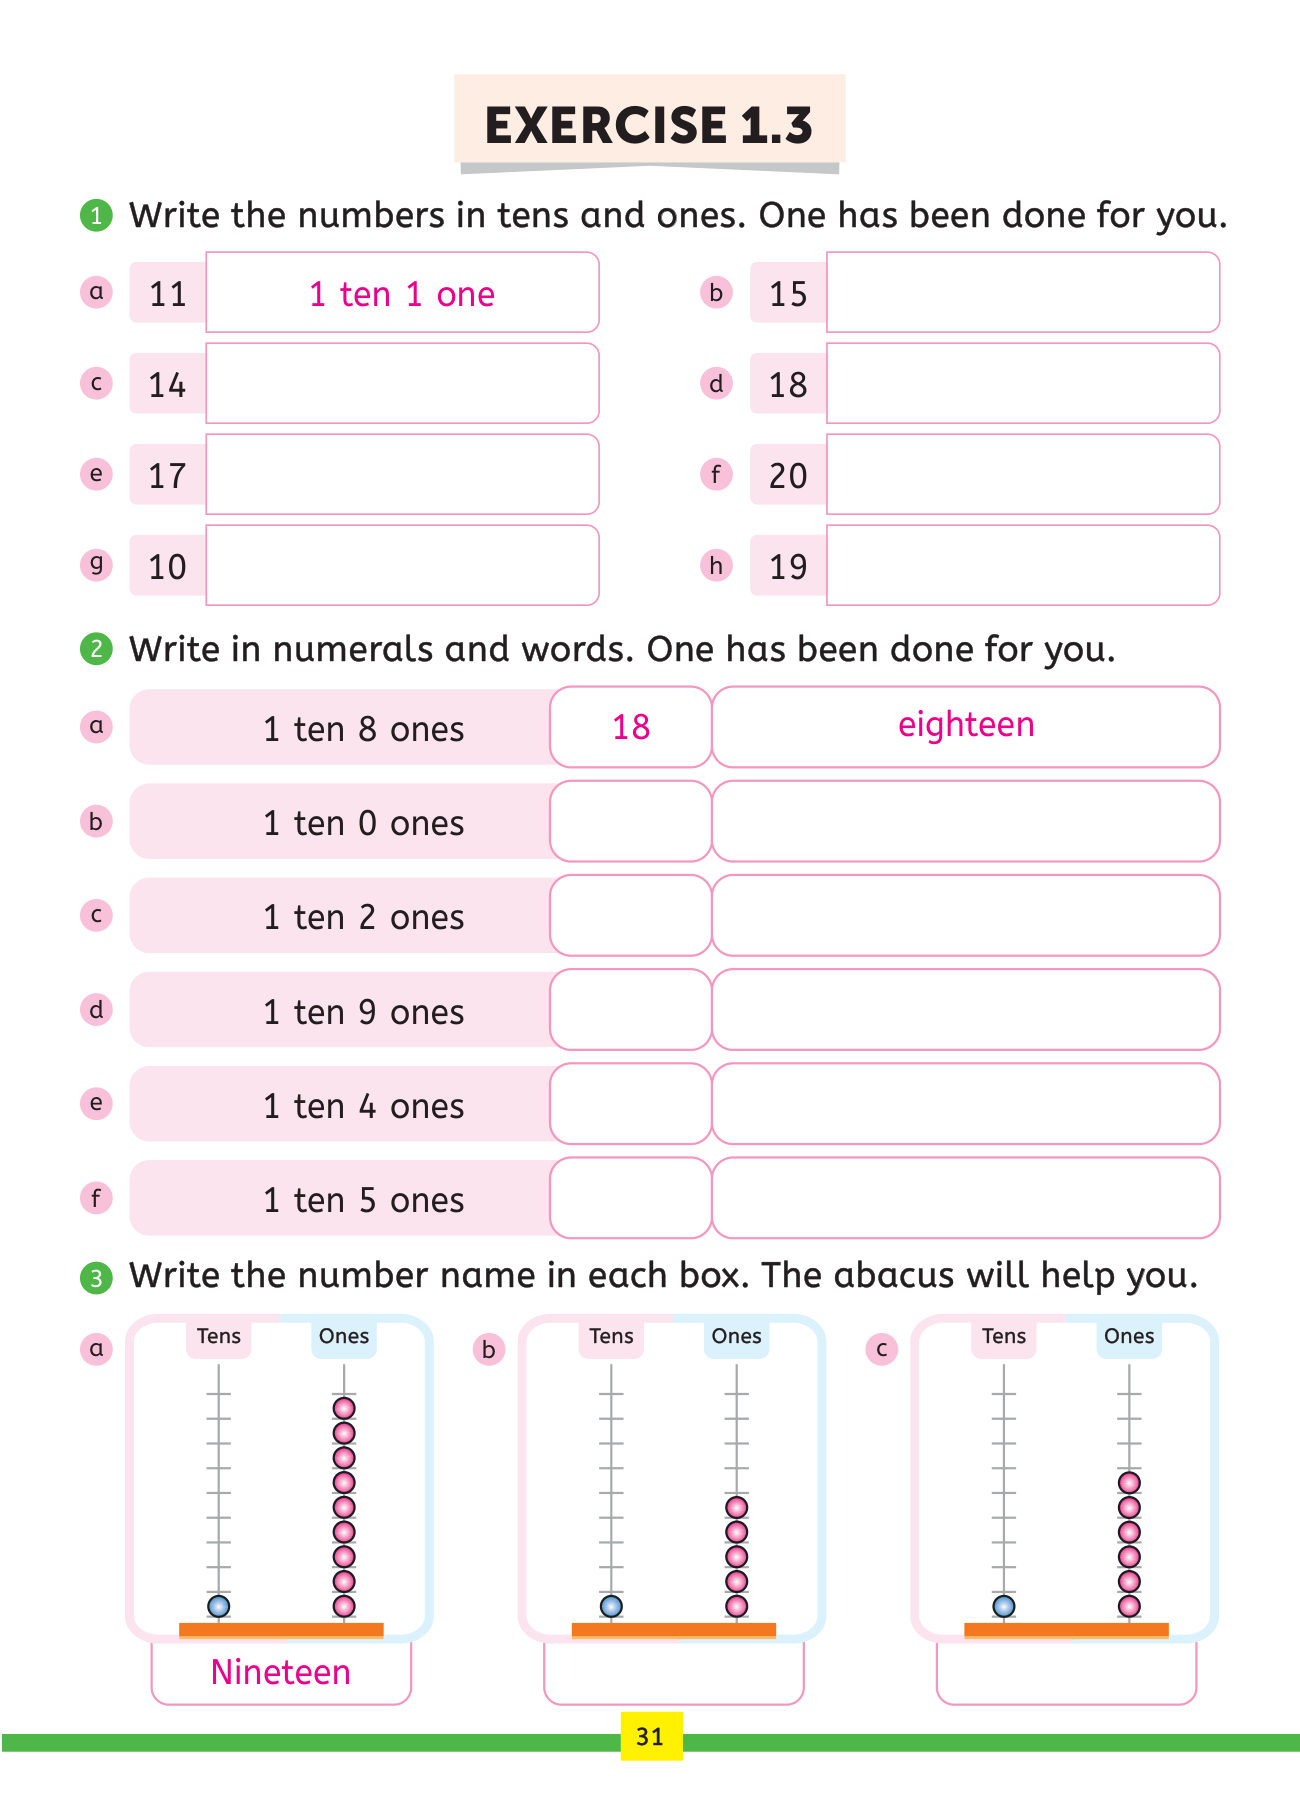 EXERCISE 1.3
1 Write the numbers in tens and ones. One has been done for you.
a 11 1 ten 1 one b 15
c 14 d 18
e 17 f 20
g 10 h 19
2 Write in numerals and words. One has been done for you.
a 1 ten 8 ones 18 eighteen
b 1 ten 0 ones
c 1 ten 2 ones
d 1 ten 9 ones
e 1 ten 4 ones
f 1 ten 5 ones
3 Write the number name in each box. The abacus will help you.
a Tens Ones b Tens Ones c Tens Ones
Nineteen
31